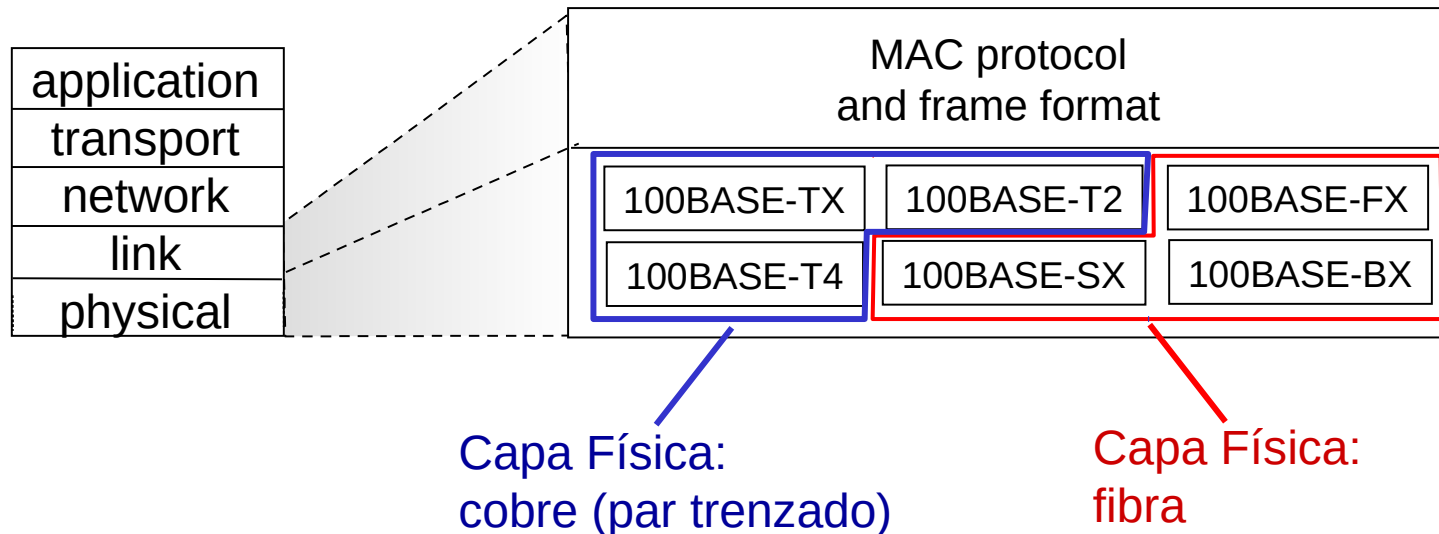 application
transport
network
link
physical
MAC protocol
and frame format
100BASE-TX
100BASE-T2
100BASE-FX
100BASE-T4
100BASE-SX
100BASE-BX
Capa Física:
cobre (par trenzado)
Capa Física:
fibra